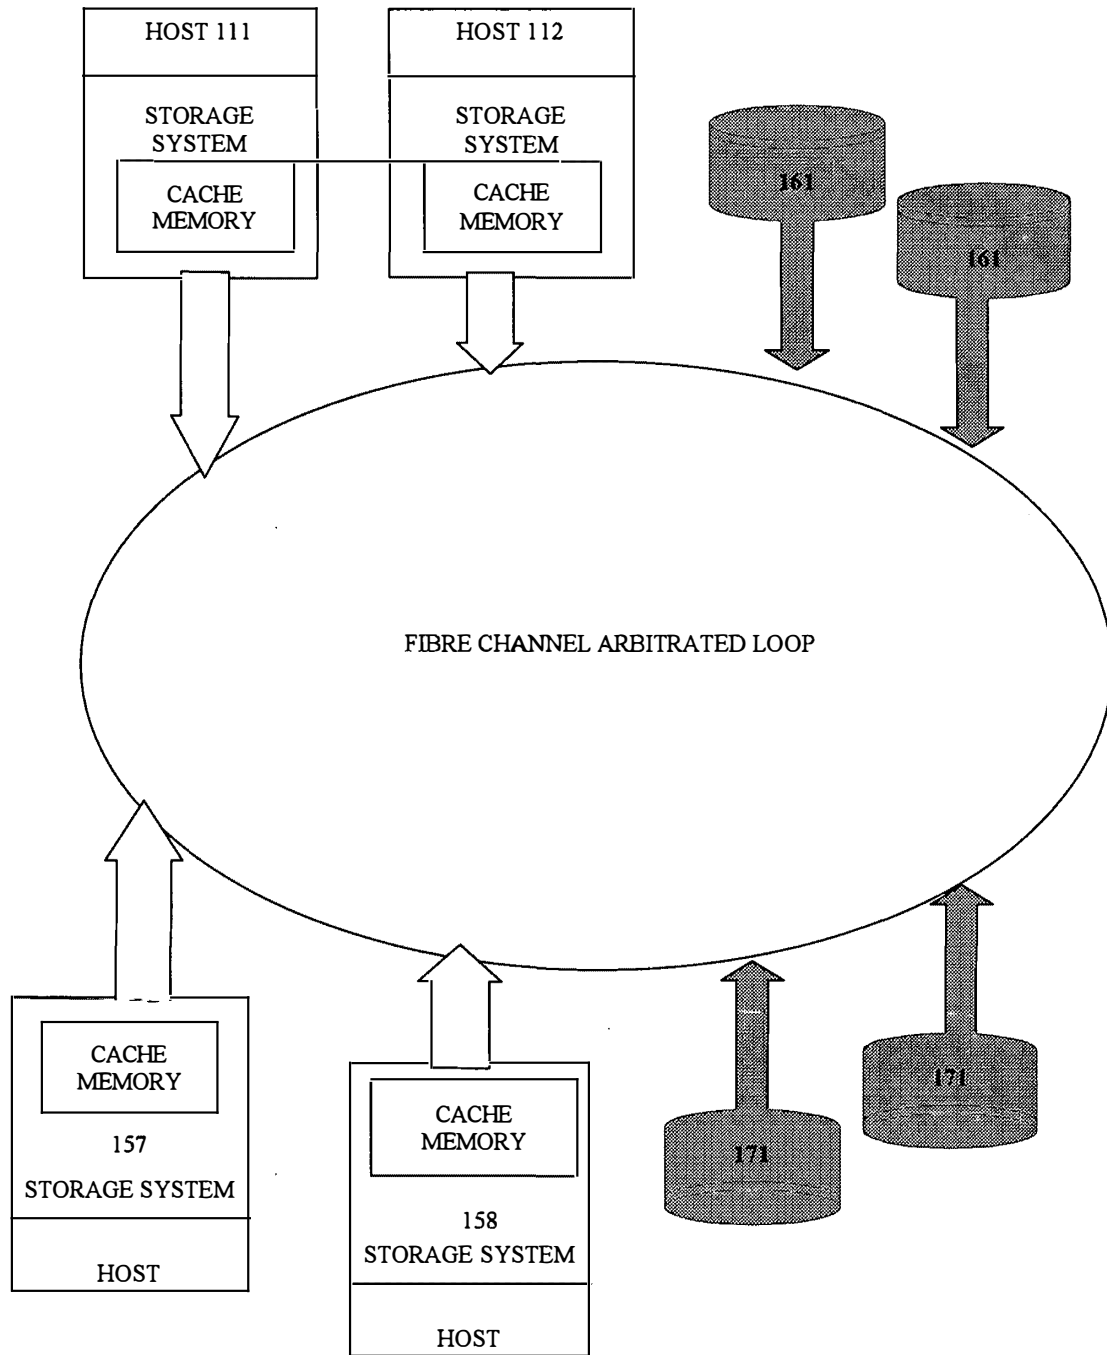 HOST 111
STORAGE
SYSTEM
CACHE
MEMORY
HOST 112
STORAGE
SYSTEM
CACHE
MEMORY
161
161
FIBRE CHANNEL ARBITRATED LOOP
CACHE
MEMORY
157
STORAGE SYSTEM
HOST
CACHE
MEMORY
158
STORAGE SYSTEM
HOST
171
171